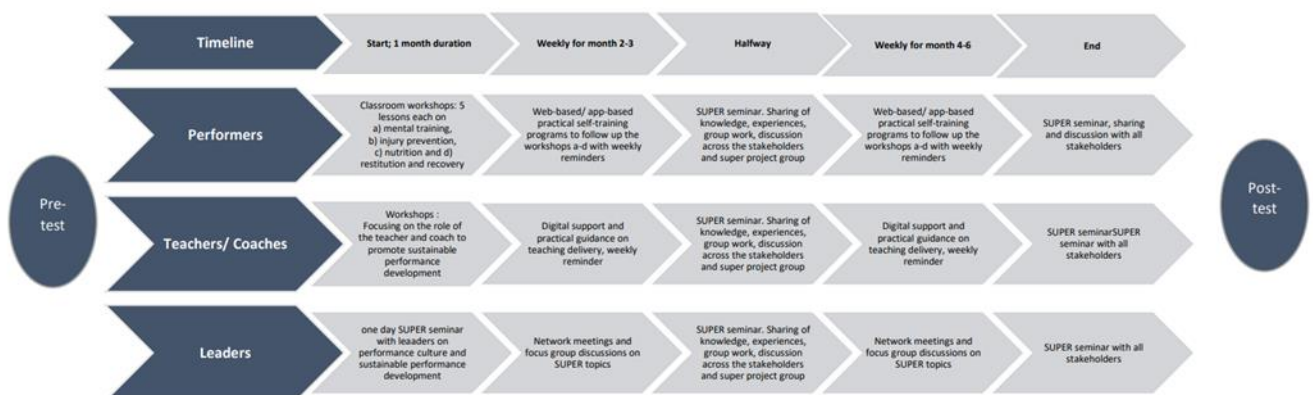 Timeline
Start; 1 month duration
Weekly for month 2-3
Halfway
Weekly for month 4-6
End
Pre-
test
Performers
Classroom workshops: 5
lessons each on
a) mental training,
b) injury prevention,
c) nutrition and d)
restitution and recovery
Web-based/ app-based
practical self-training
programs to follow up the
workshops a-d with weekly
reminders
SUPER seminar. Sharing of
knowledge, experiences,
group work, discussion
across the stakeholders
and super project group
Web-based/ app-based
practical self-training
programs to follow up the
workshops a-d with weekly
reminders
SUPER seminar, sharing
and discussion with all
stakeholders
Teachers/ Coaches
Workshops :
Focusing on the role of
the teacher and coach to
promote sustainable
performance
development
Digital support and
practical guidance on
teaching delivery, weekly
reminder
SUPER seminar. Sharing of
knowledge, experiences,
group work, discussion
across the stakeholders
and super project group
Digital support and
practical guidance on
teaching delivery, weekly
reminder
SUPER seminarSUPER
seminar with all
stakeholders
Leaders
one day SUPER seminar
with leaaders on
performance culture and
sustainable performance
development
Network meetings and
focus group discussions on
SUPER topics
SUPER seminar. Sharing of
knowledge, experiences,
group work, discussion
across the stakeholders
and super project group
Network meetings and
focus group discussions on
SUPER topics
SUPER seminar with all
stakeholders
Post-
test